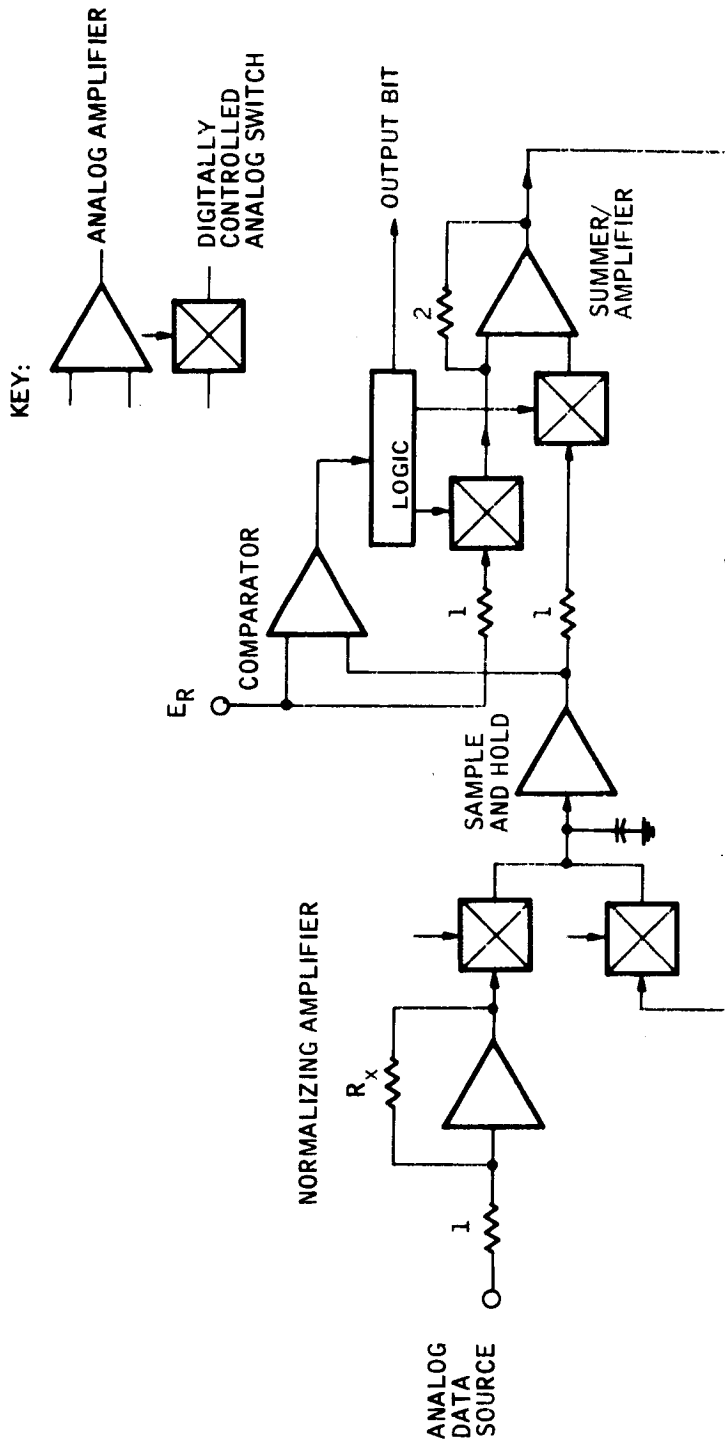 KEY:
ANALOG AMPLIFIER
DIGITALLY
CONTROLLED
ANALOG SWITCH
E_R
COMPARATOR
OUTPUT BIT
LOGIC
2
1
1
SUMMER/
AMPLIFIER
SAMPLE
AND HOLD
NORMALIZING AMPLIFIER
R_x
1
ANALOG
DATA
SOURCE